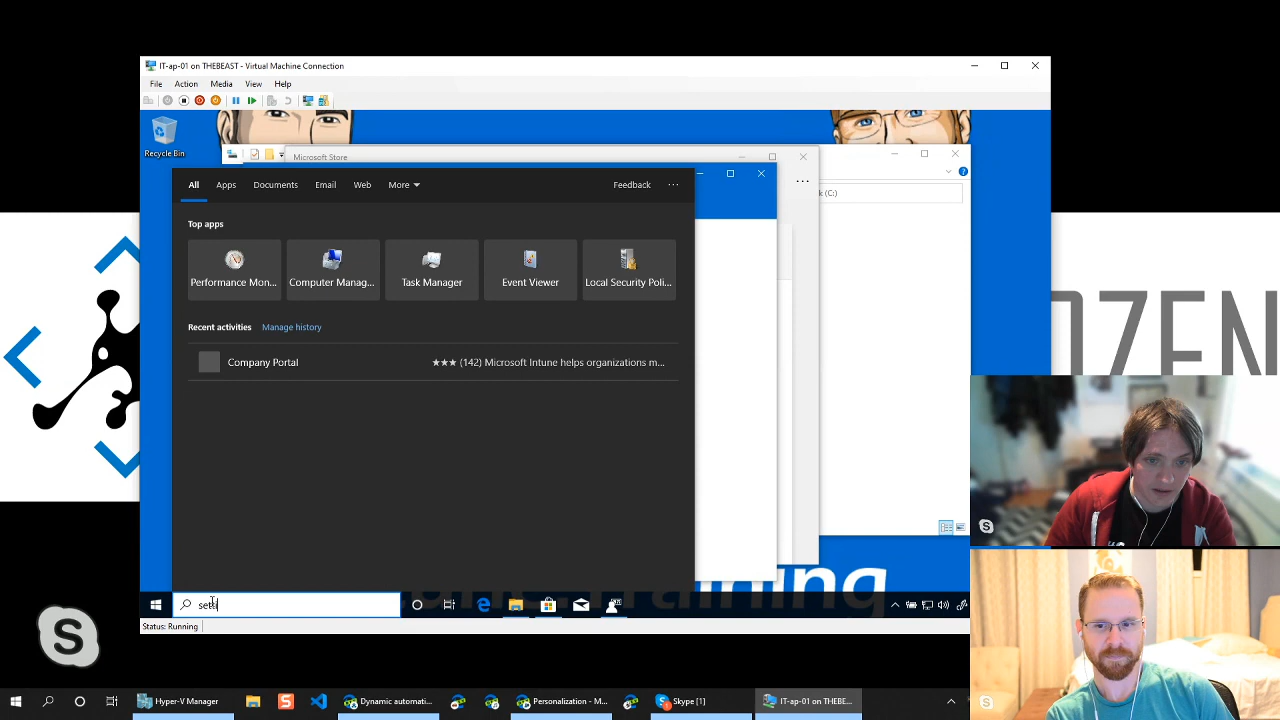 IT-ap-01 on THEBEAST - Virtual Machine Connection
File Action Media View Help
Recycle Bin
Microsoft Store
k (C:)
All Apps Documents Email Web More Feedback
Top apps
Performance Mon... Computer Manag... Task Manager Event Viewer Local Security Poli...
Recent activities Manage history
Company Portal ★★★ (142) Microsoft Intune helps organizations m...
OZEN
Status: Running
Hyper-V Manager Dynamic automati... Personalization - M... Skype [1] IT-ap-01 on THEBE...